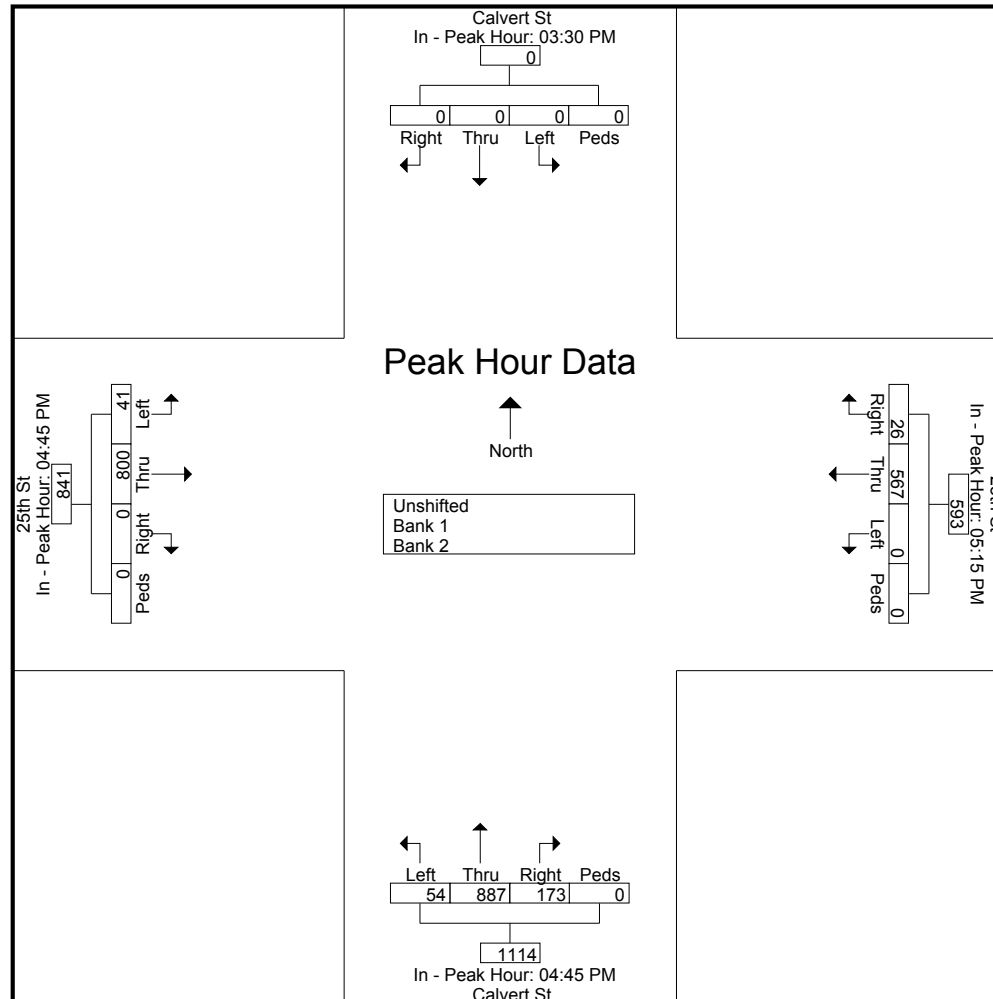 Calvert St
In - Peak Hour: 03:30 PM
0
0 0 0 0
Right Thru Left Peds
Peak Hour Data
North
Unshifted
Bank 1
Bank 2
25th St
In - Peak Hour: 04:45 PM
841
41 800 0 0
Left Thru Right Peds
In - Peak Hour: 05:15 PM
593
26 567 0 0
Right Thru Left Peds
Left Thru Right Peds
54 887 173 0
1114
In - Peak Hour: 04:45 PM
Calvert St